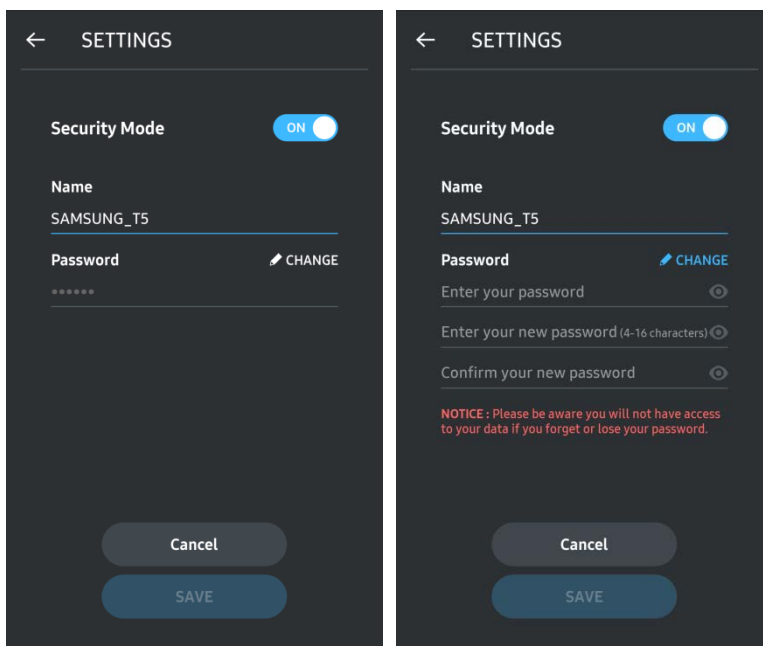 SETTINGS
Security Mode
ON
Name
SAMSUNG_T5
Password
CHANGE
••••••
Cancel
SAVE
SETTINGS
Security Mode
ON
Name
SAMSUNG_T5
Password
CHANGE
Enter your password
Enter your new password (4-16 characters)
Confirm your new password
NOTICE : Please be aware you will not have access
to your data if you forget or lose your password.
Cancel
SAVE